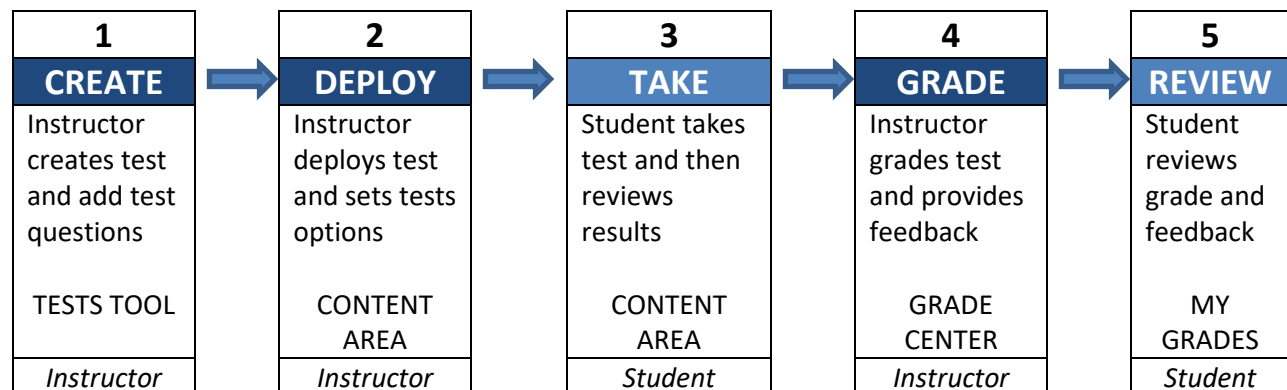 1
CREATE
Instructor
creates test
and add test
questions
TESTS TOOL
Instructor
2
DEPLOY
Instructor
deploys test
and sets tests
options
CONTENT
AREA
Instructor
3
TAKE
Student takes
test and then
reviews
results
CONTENT
AREA
Student
4
GRADE
Instructor
grades test
and provides
feedback
GRADE
CENTER
Instructor
5
REVIEW
Student
reviews
grade and
feedback
MY
GRADES
Student